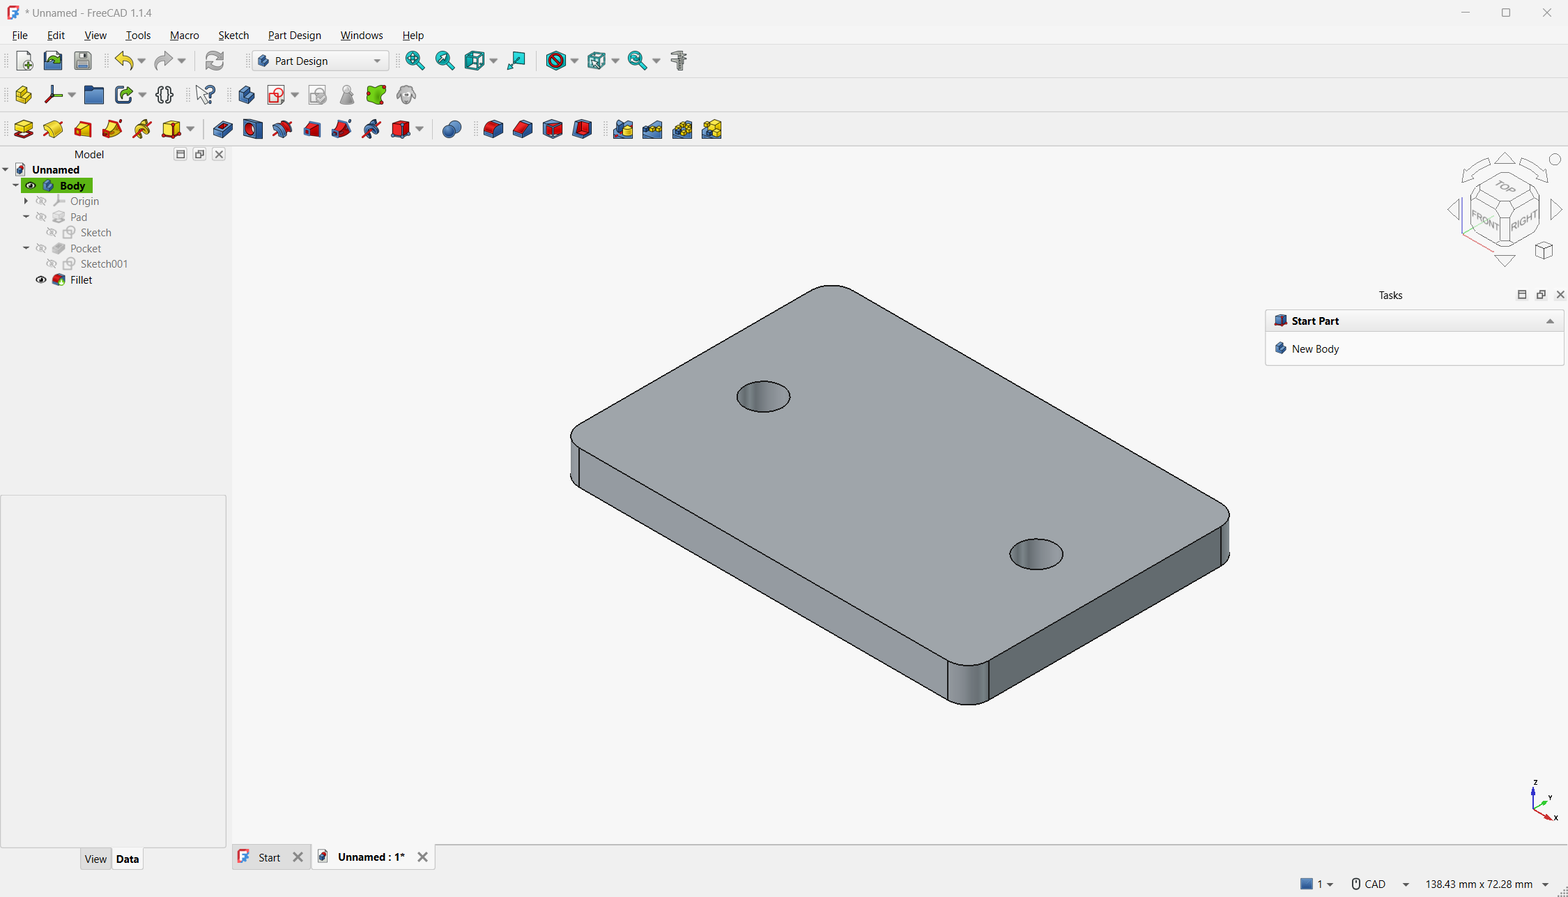 * Unnamed - FreeCAD 1.1.4
File Edit View Tools Macro Sketch Part Design Windows Help
Part Design
Model
Unnamed
Body
Origin
Pad
Sketch
Pocket
Sketch001
Fillet
TOP
FRONT RIGHT
Tasks
Start Part
New Body
Z
Y
X
View Data
Start Unnamed : 1*
1 CAD 138.43 mm x 72.28 mm